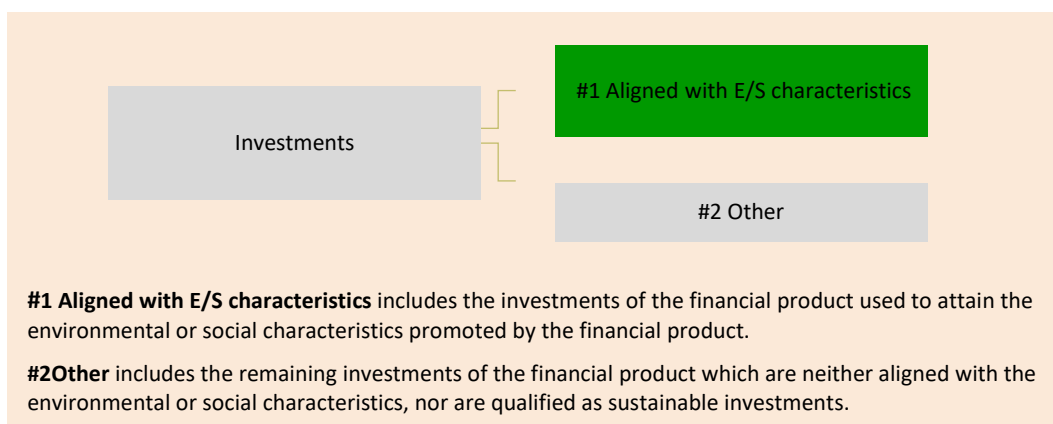 #1 Aligned with E/S characteristics
Investments
#2 Other
#1 Aligned with E/S characteristics includes the investments of the financial product used to attain the
environmental or social characteristics promoted by the financial product.
#2Other includes the remaining investments of the financial product which are neither aligned with the
environmental or social characteristics, nor are qualified as sustainable investments.